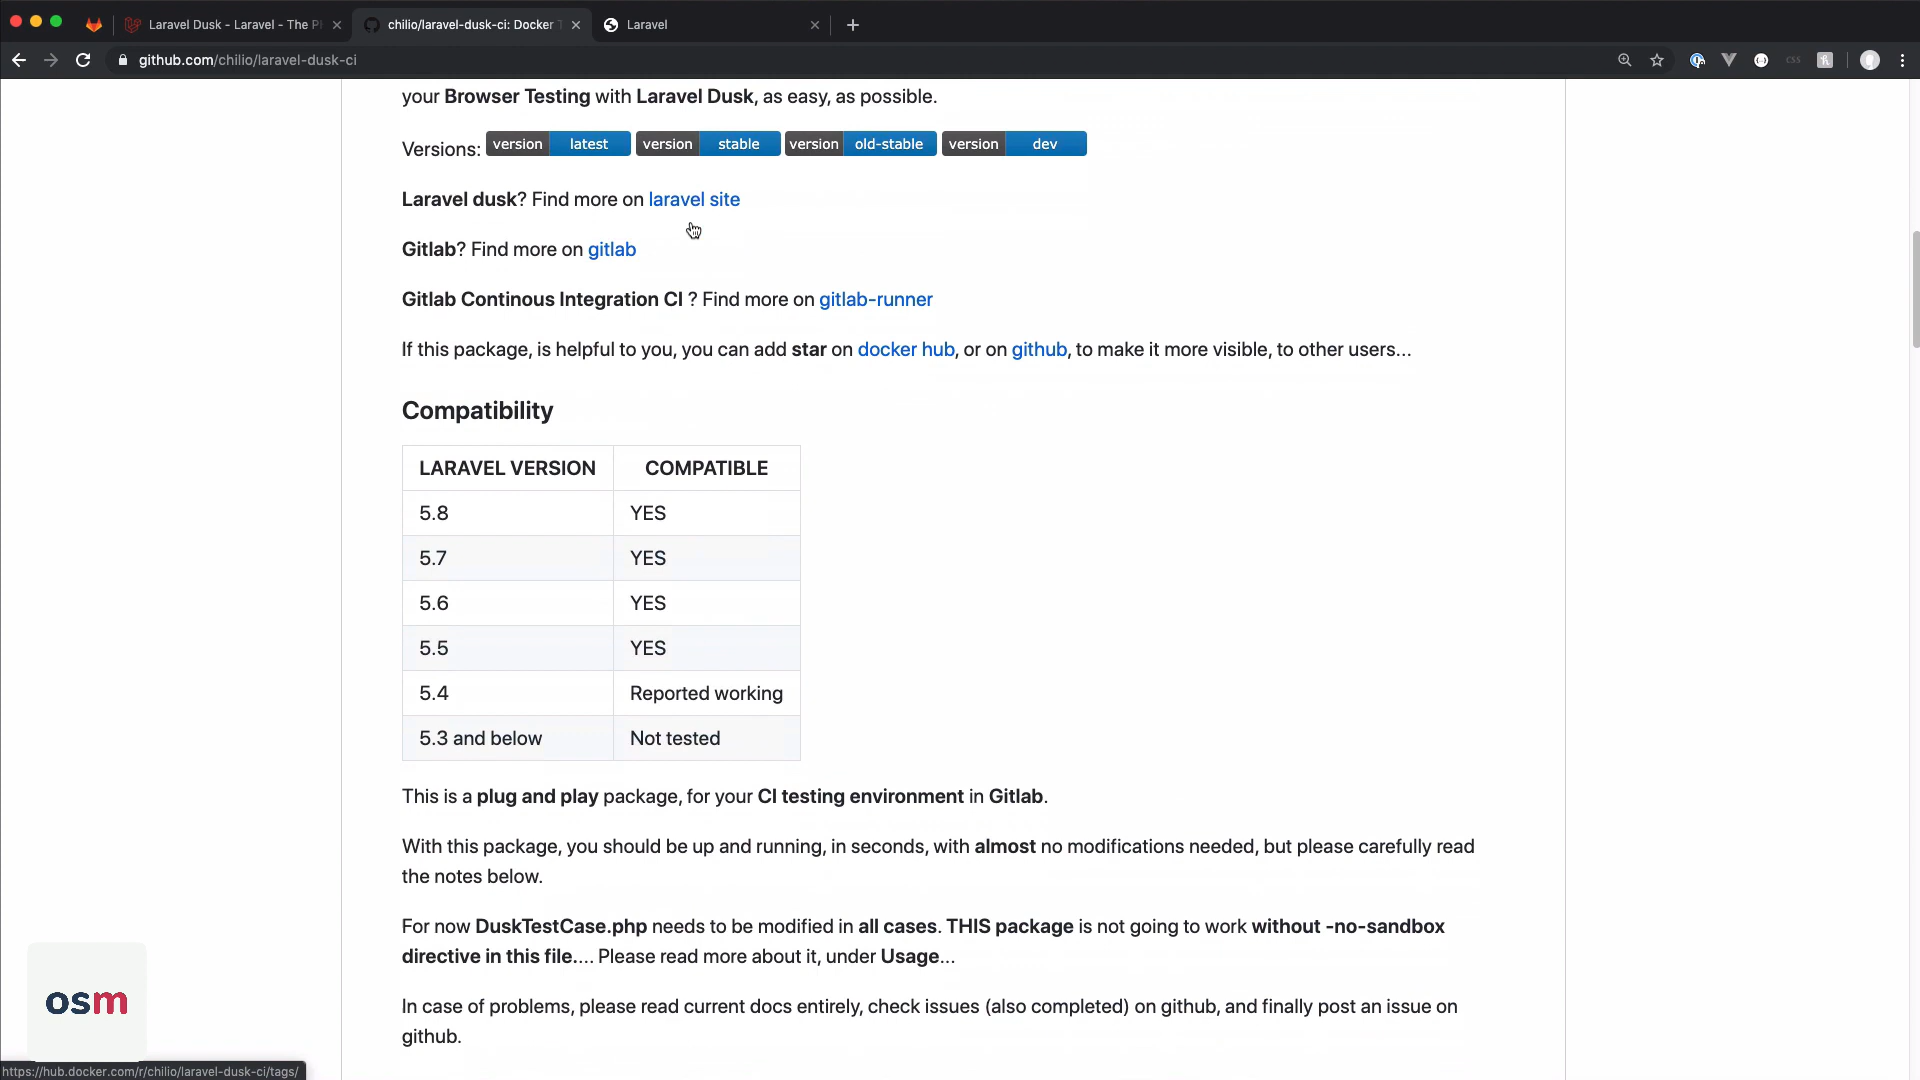 Laravel Dusk - Laravel - The P
chilio/laravel-dusk-ci: Docker
Laravel
github.com/chilio/laravel-dusk-ci
your Browser Testing with Laravel Dusk, as easy, as possible.
Versions: version latest version stable version old-stable version dev
Laravel dusk? Find more on laravel site
Gitlab? Find more on gitlab
Gitlab Continous Integration CI ? Find more on gitlab-runner
If this package, is helpful to you, you can add star on docker hub, or on github, to make it more visible, to other users...
Compatibility
LARAVEL VERSION COMPATIBLE
5.8 YES
5.7 YES
5.6 YES
5.5 YES
5.4 Reported working
5.3 and below Not tested
This is a plug and play package, for your CI testing environment in Gitlab.
With this package, you should be up and running, in seconds, with almost no modifications needed, but please carefully read
the notes below.
For now DuskTestCase.php needs to be modified in all cases. THIS package is not going to work without -no-sandbox
directive in this file.... Please read more about it, under Usage...
In case of problems, please read current docs entirely, check issues (also completed) on github, and finally post an issue on
github.
osm
https://hub.docker.com/r/chilio/laravel-dusk-ci/tags/